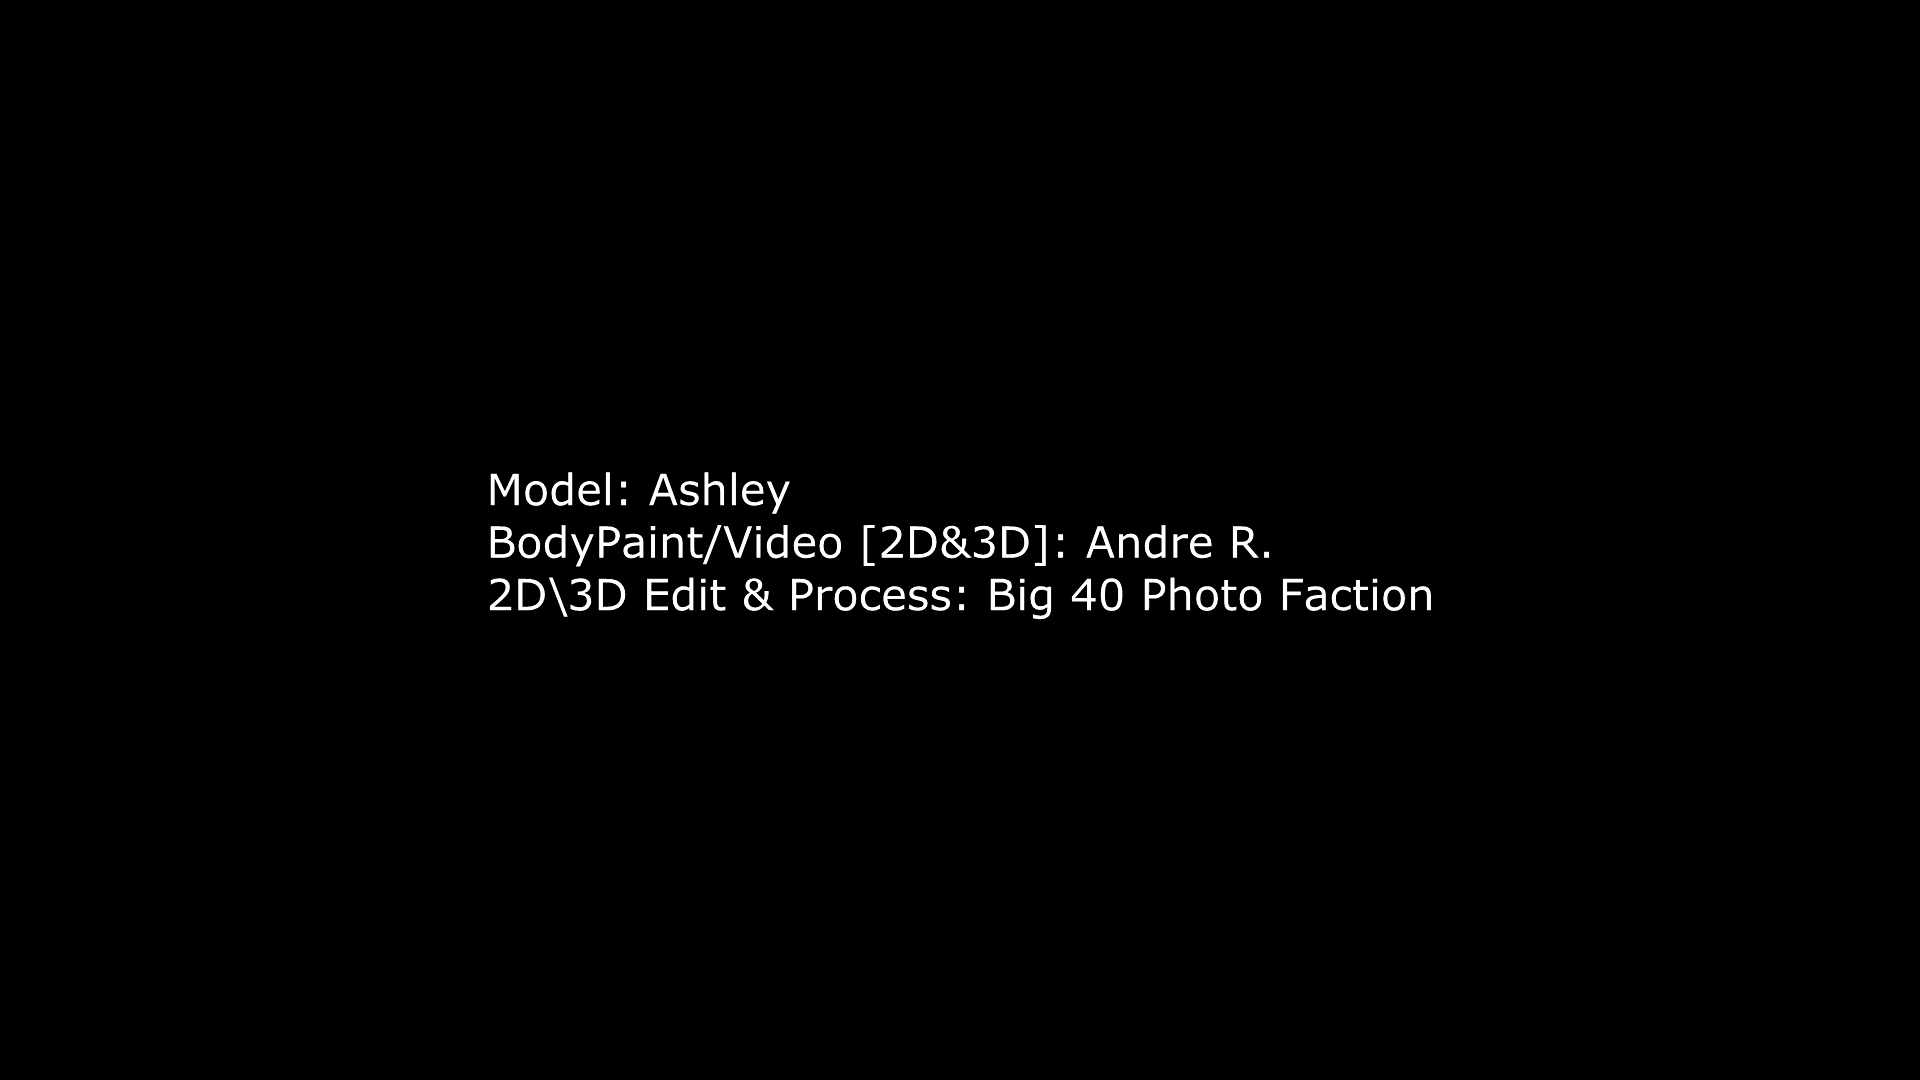 Model: Ashley
BodyPaint/Video [2D&3D]: Andre R.
2D\3D Edit & Process: Big 40 Photo Faction